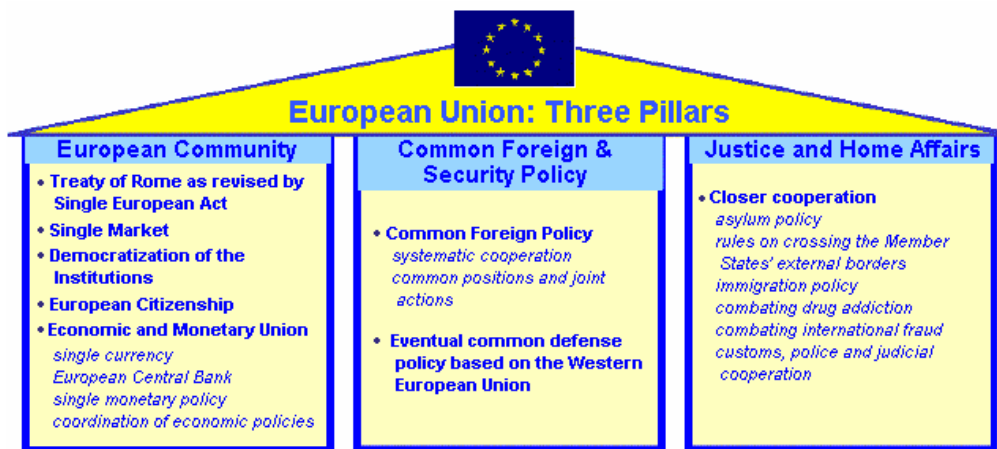 European Union: Three Pillars
European Community
• Treaty of Rome as revised by
Single European Act
• Single Market
• Democratization of the
Institutions
• European Citizenship
• Economic and Monetary Union
single currency
European Central Bank
single monetary policy
coordination of economic policies
Common Foreign &
Security Policy
• Common Foreign Policy
systematic cooperation
common positions and joint
actions
• Eventual common defense
policy based on the Western
European Union
Justice and Home Affairs
• Closer cooperation
asylum policy
rules on crossing the Member
States' external borders
immigration policy
combating drug addiction
combating international fraud
customs, police and judicial
cooperation